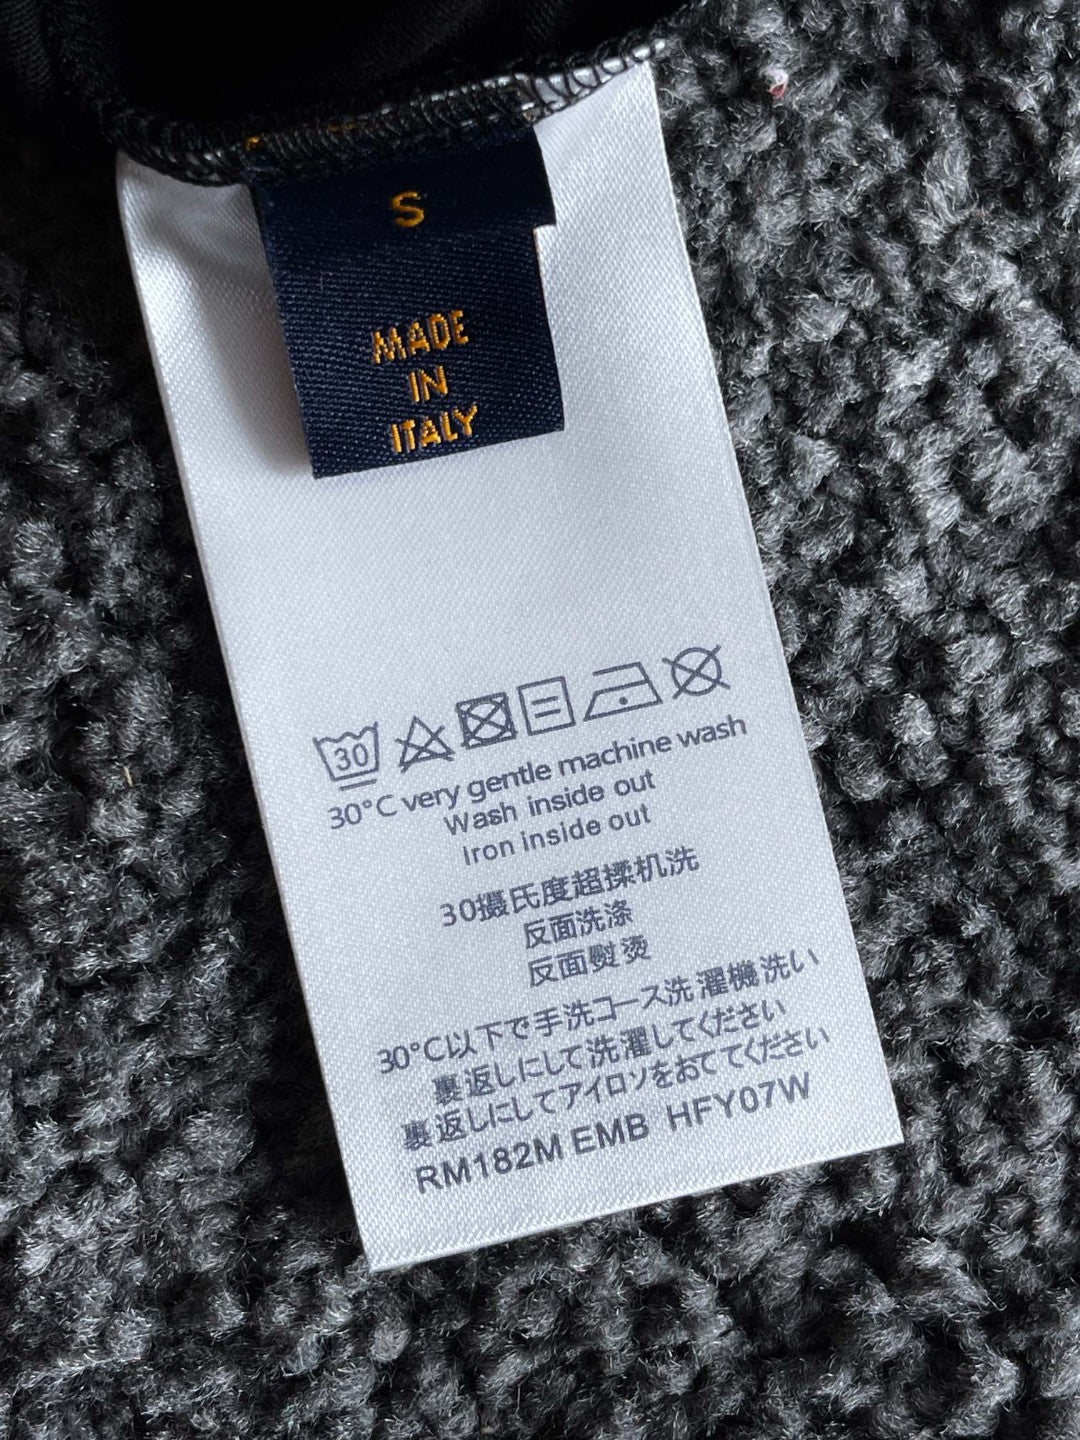 S
MADE
IN
ITALY
30
30°C very gentle machine wash
Wash inside out
Iron inside out
30摄氏度超揉机洗
反面洗涤
反面熨烫
30℃以下で手洗コース洗濯機洗い
裏返しにして洗濯してください
裏返しにしてアイロソをおててください
RM182M EMB HFY07W